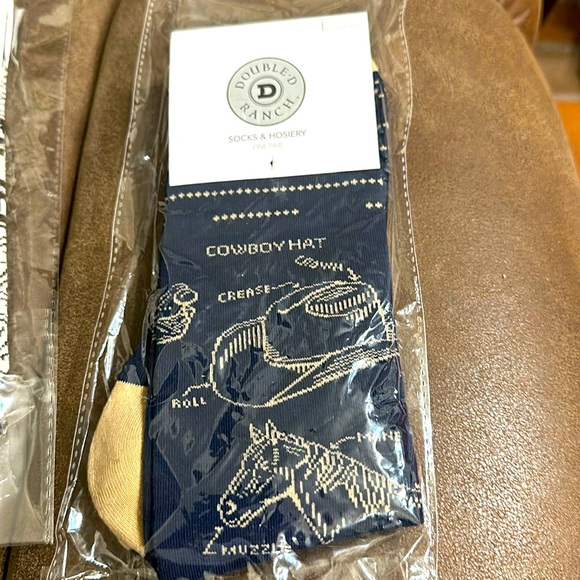 DOUBLE-D
D
RANCH
SOCKS & HOSIERY
ONE PAIR
COWBOY HAT
CROWN
CREASE
ROLL
MANE
MUZZLE